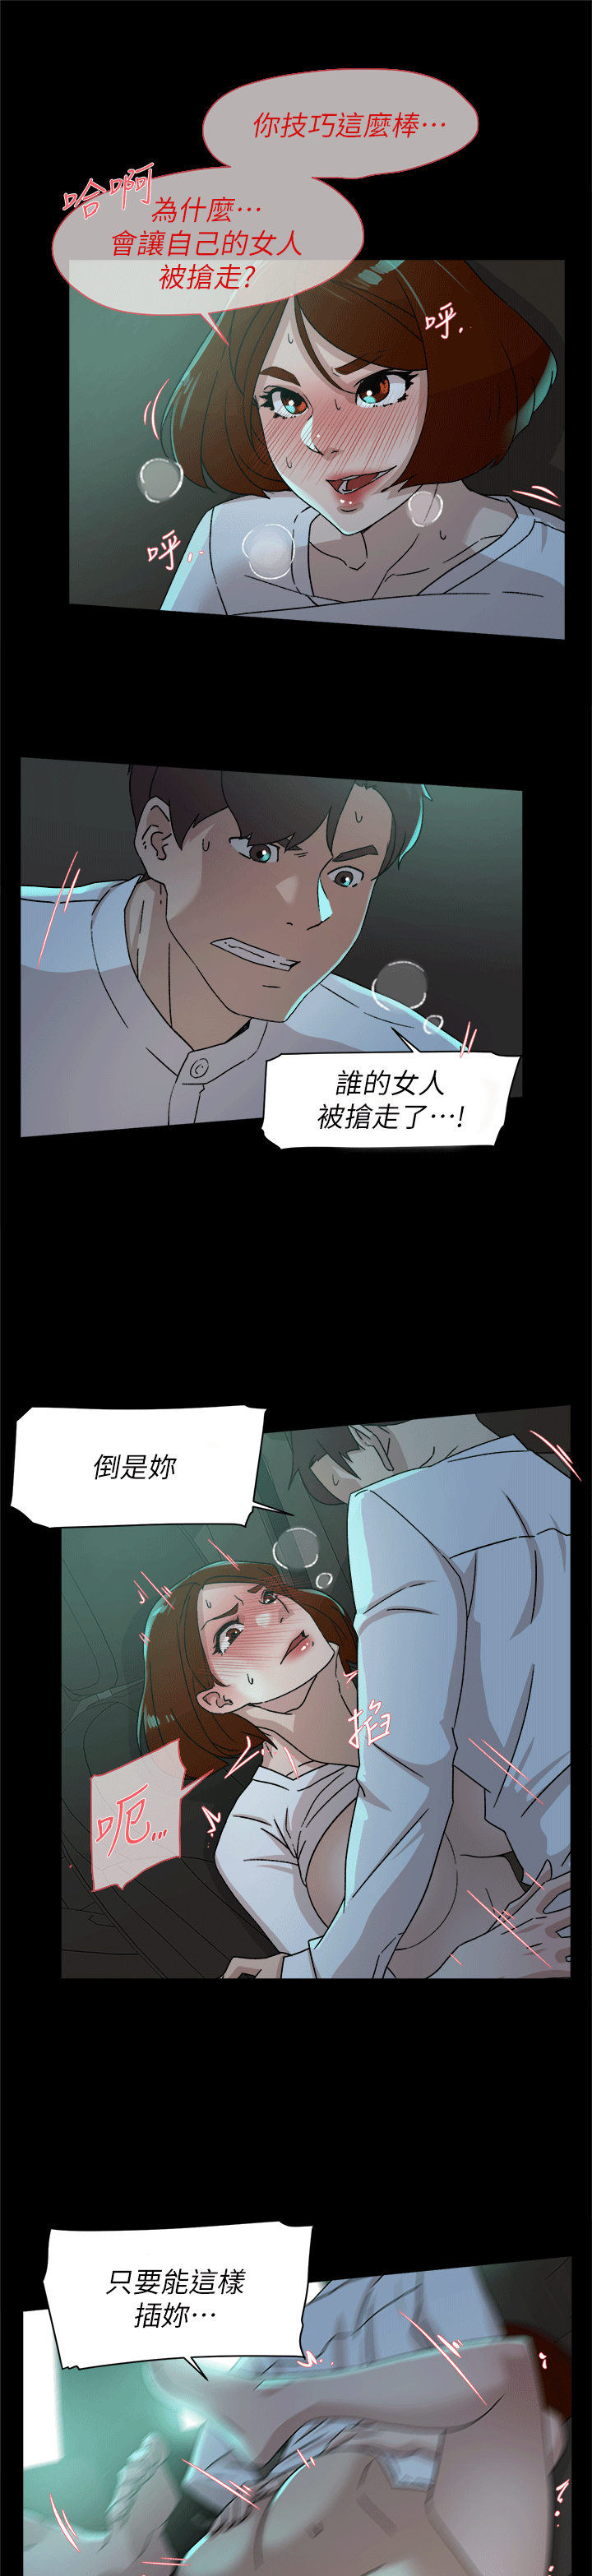 你技巧這麼棒…
哈啊
為什麼…
會讓自己的女人
被搶走?
呼.
呼..
誰的女人
被搶走了…!
倒是妳
掐
呃...
只要能這樣
插妳…